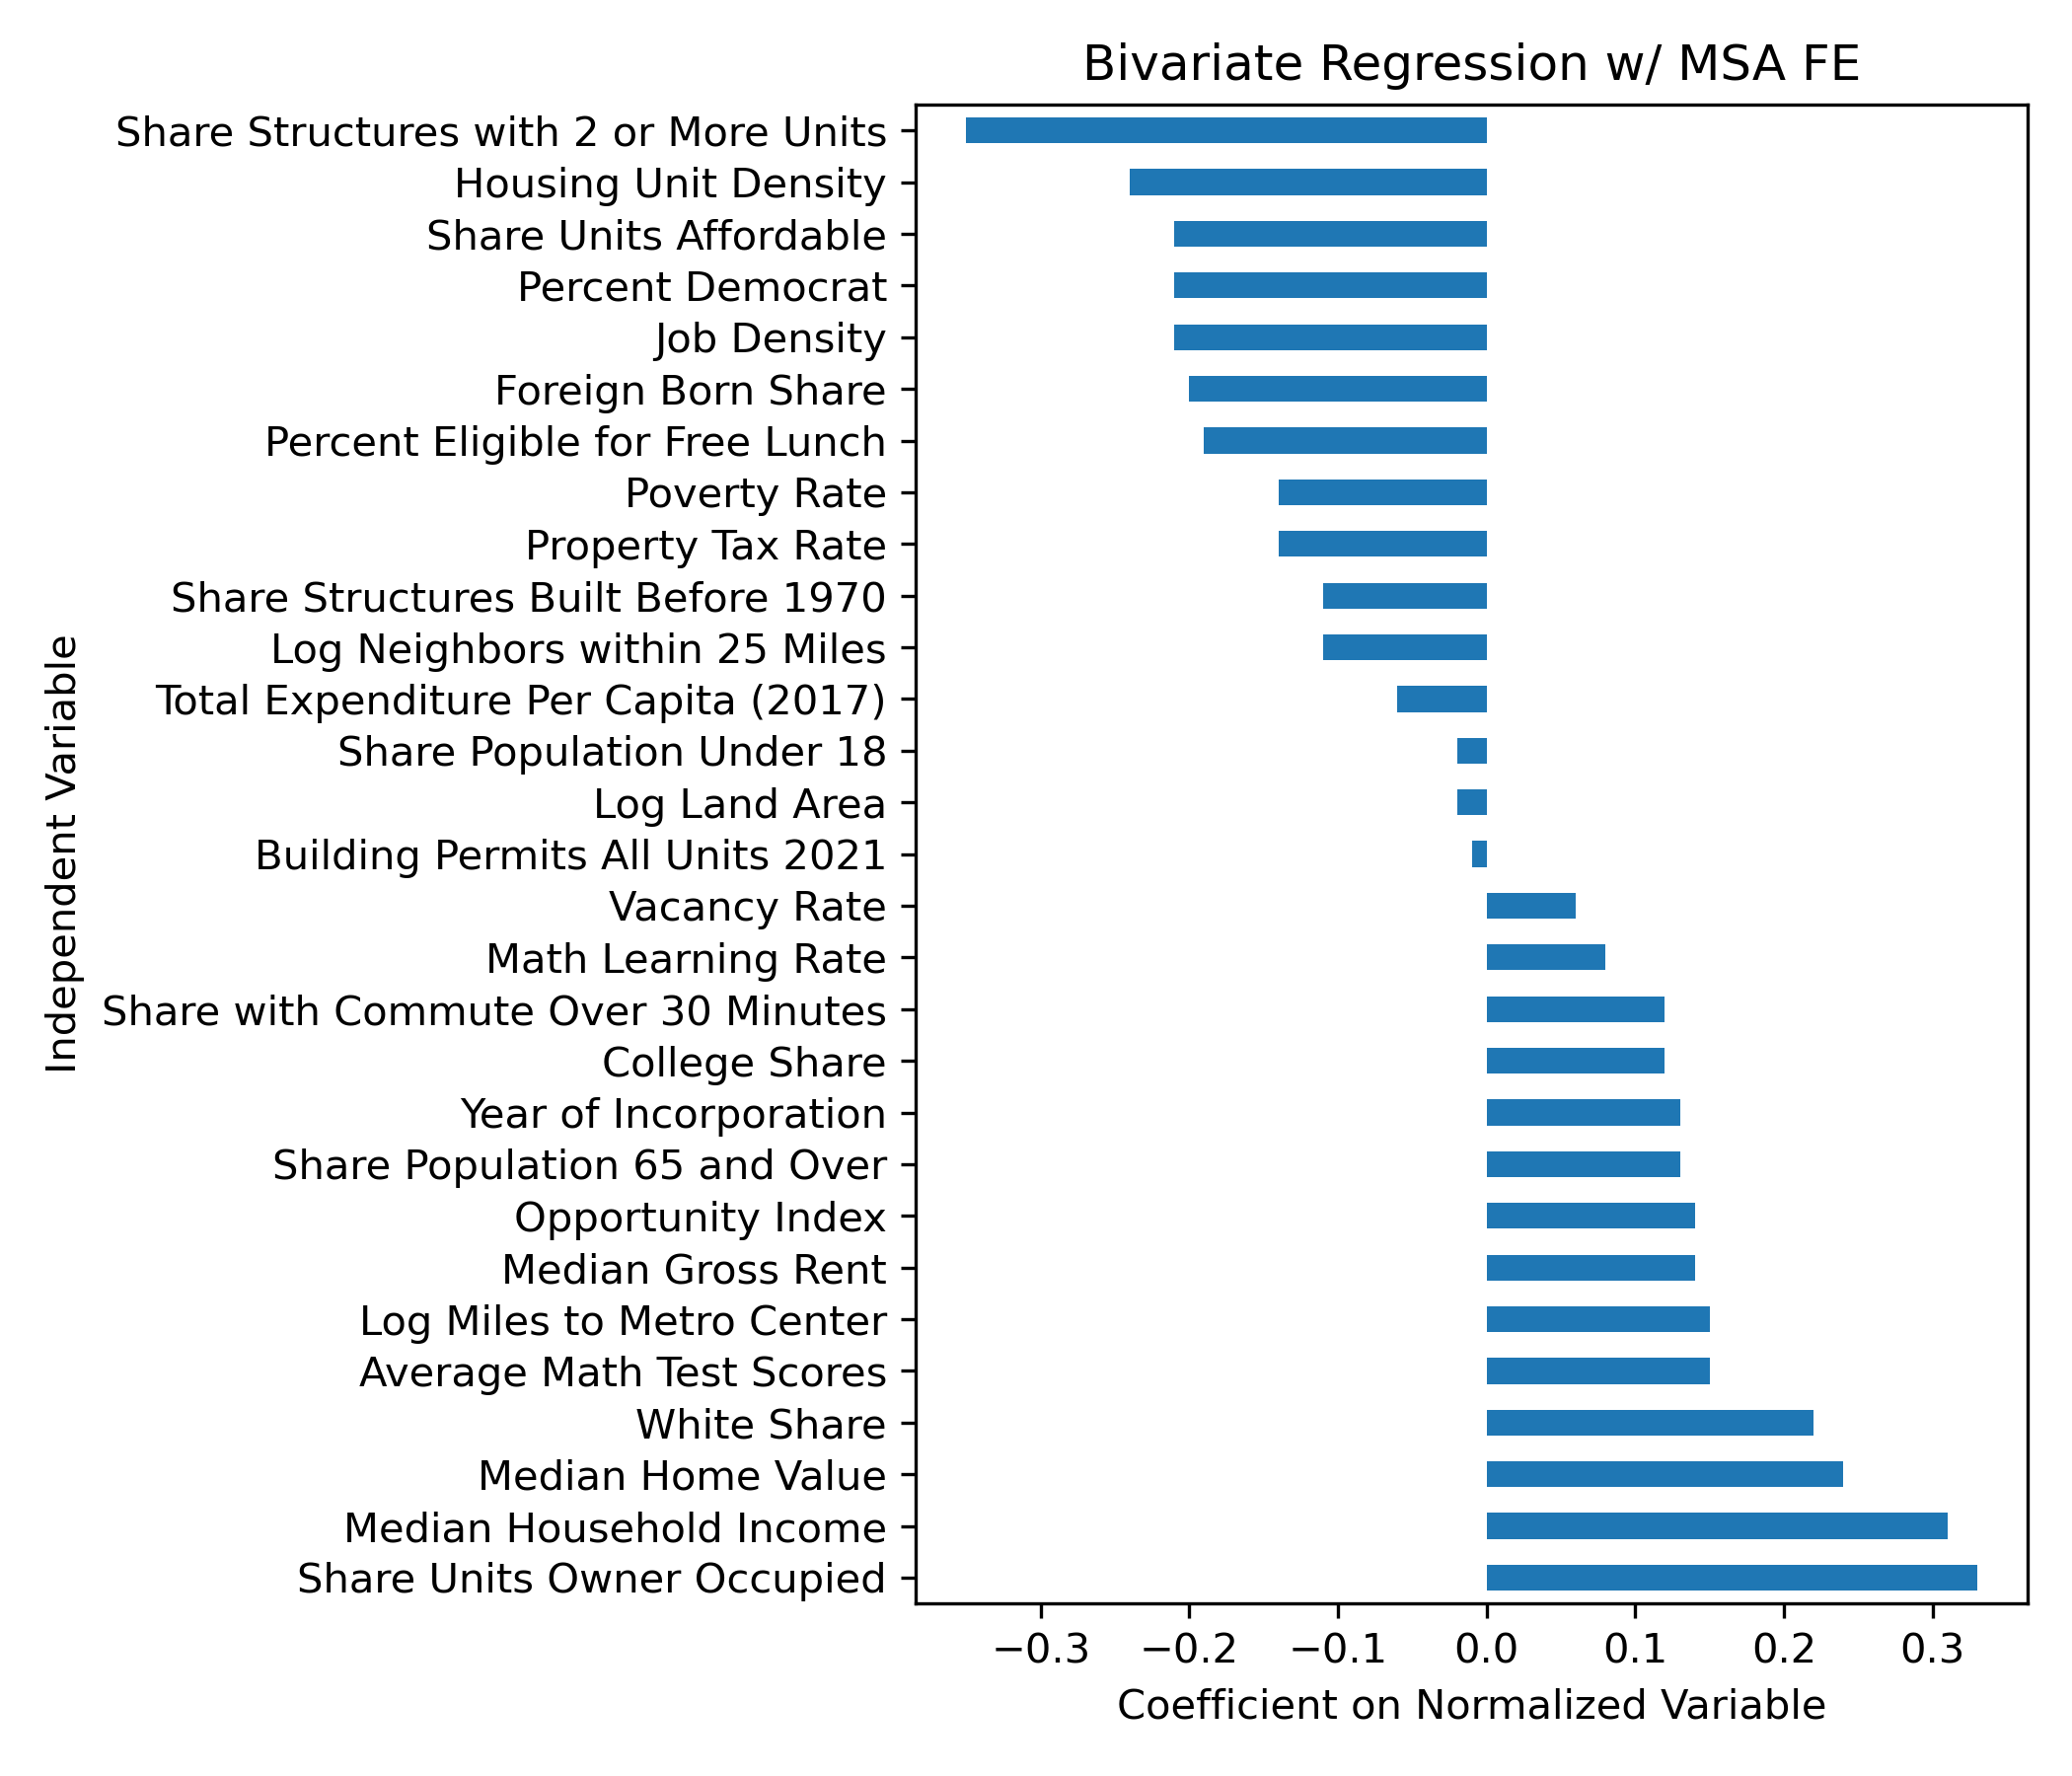 Bivariate Regression w/ MSA FE
Share Structures with 2 or More Units
Housing Unit Density
Share Units Affordable
Percent Democrat
Job Density
Foreign Born Share
Percent Eligible for Free Lunch
Poverty Rate
Property Tax Rate
Share Structures Built Before 1970
Log Neighbors within 25 Miles
Total Expenditure Per Capita (2017)
Share Population Under 18
Log Land Area
Building Permits All Units 2021
Vacancy Rate
Math Learning Rate
Share with Commute Over 30 Minutes
College Share
Year of Incorporation
Share Population 65 and Over
Opportunity Index
Median Gross Rent
Log Miles to Metro Center
Average Math Test Scores
White Share
Median Home Value
Median Household Income
Share Units Owner Occupied
Independent Variable
−0.3 −0.2 −0.1 0.0 0.1 0.2 0.3
Coefficient on Normalized Variable